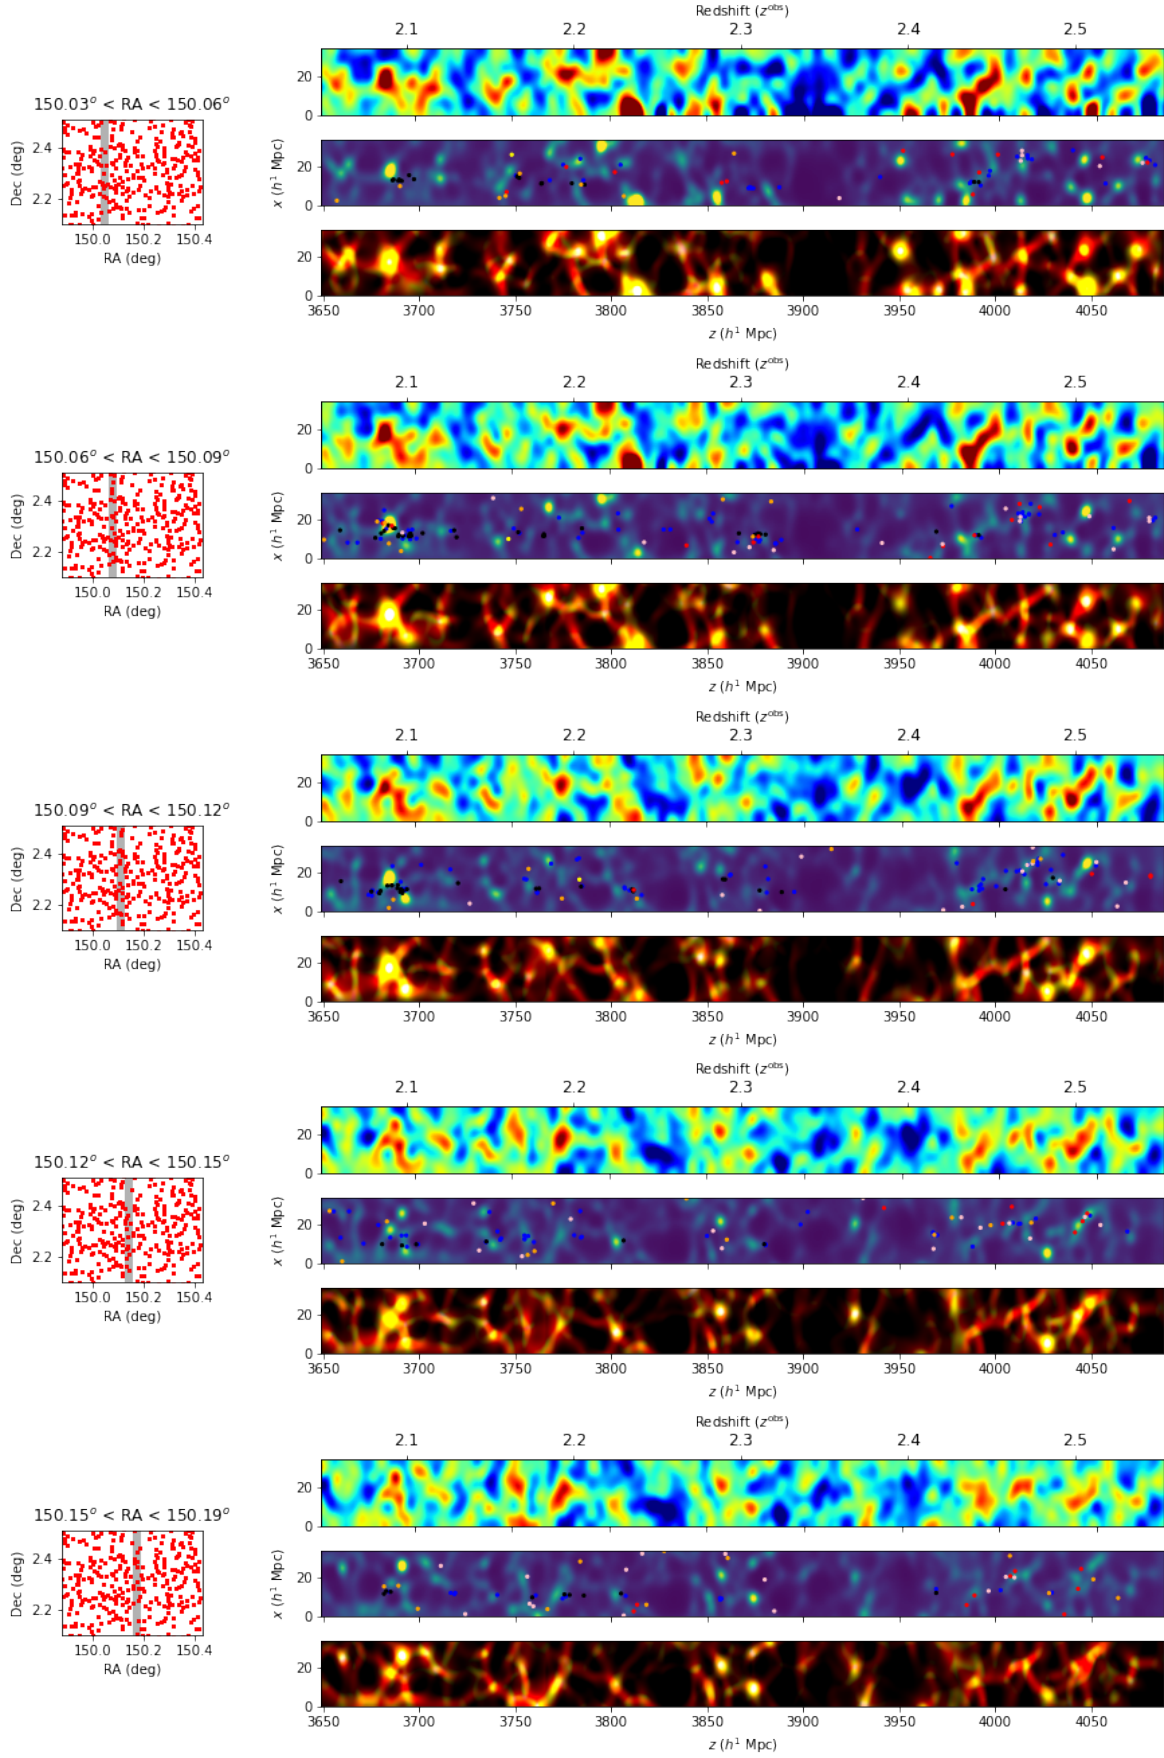 Redshift (z^obs)
2.1 2.2 2.3 2.4 2.5
150.03° < RA < 150.06°
20
0
2.4
2.2
Dec (deg)
150.0 150.2 150.4
RA (deg)
x (h¹ Mpc)
20
0
20
0
3650 3700 3750 3800 3850 3900 3950 4000 4050
z (h¹ Mpc)
Redshift (z^obs)
2.1 2.2 2.3 2.4 2.5
150.06° < RA < 150.09°
20
0
2.4
2.2
Dec (deg)
150.0 150.2 150.4
RA (deg)
x (h¹ Mpc)
20
0
20
0
3650 3700 3750 3800 3850 3900 3950 4000 4050
z (h¹ Mpc)
Redshift (z^obs)
2.1 2.2 2.3 2.4 2.5
150.09° < RA < 150.12°
20
0
2.4
2.2
Dec (deg)
150.0 150.2 150.4
RA (deg)
x (h¹ Mpc)
20
0
20
0
3650 3700 3750 3800 3850 3900 3950 4000 4050
z (h¹ Mpc)
Redshift (z^obs)
2.1 2.2 2.3 2.4 2.5
150.12° < RA < 150.15°
20
0
2.4
2.2
Dec (deg)
150.0 150.2 150.4
RA (deg)
x (h¹ Mpc)
20
0
20
0
3650 3700 3750 3800 3850 3900 3950 4000 4050
z (h¹ Mpc)
Redshift (z^obs)
2.1 2.2 2.3 2.4 2.5
150.15° < RA < 150.19°
20
0
2.4
2.2
Dec (deg)
150.0 150.2 150.4
RA (deg)
x (h¹ Mpc)
20
0
20
0
3650 3700 3750 3800 3850 3900 3950 4000 4050
z (h¹ Mpc)